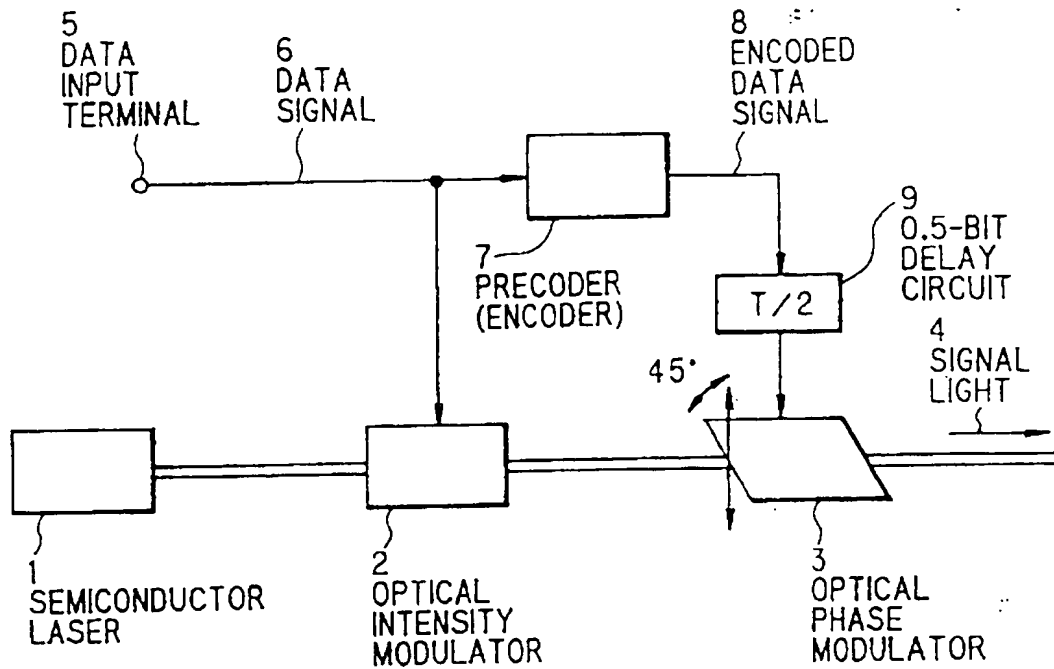 5
DATA
INPUT
TERMINAL
6
DATA
SIGNAL
8
ENCODED
DATA
SIGNAL
7
PRECODER
(ENCODER)
9
0.5-BIT
DELAY
CIRCUIT
T/2
45°
4
SIGNAL
LIGHT
1
SEMICONDUCTOR
LASER
2
OPTICAL
INTENSITY
MODULATOR
3
OPTICAL
PHASE
MODULATOR